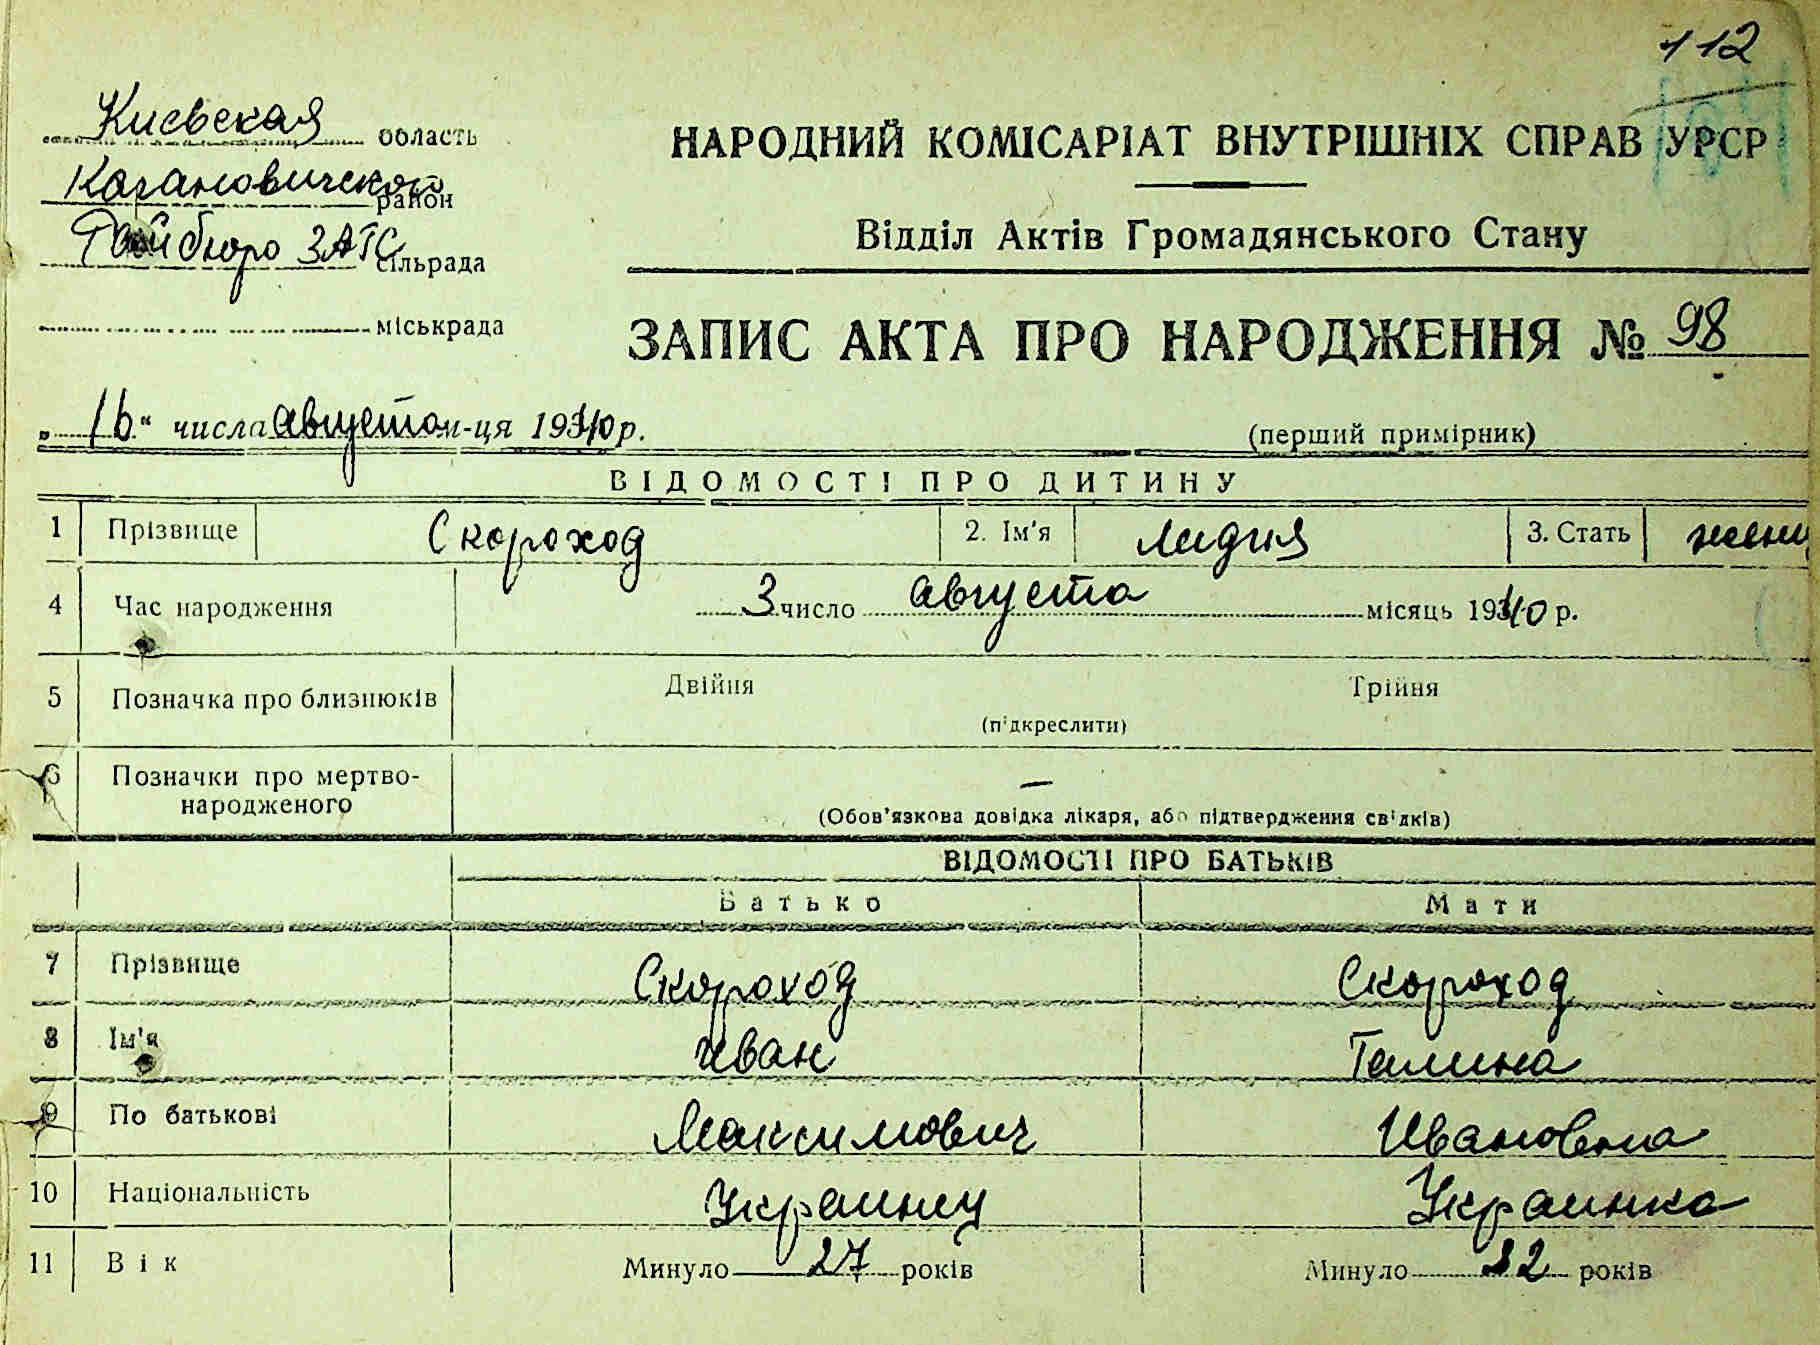 112
Киевская область
Кагановический район
Райбюро ЗАГС сільрада
міськрада
НАРОДНИЙ КОМІСАРІАТ ВНУТРІШНІХ СПРАВ УРСР
Відділ Актів Громадянського Стану
ЗАПИС АКТА ПРО НАРОДЖЕННЯ № 98
„16“ числа августа м-ця 1940 р.
(перший примірник)
ВІДОМОСТІ ПРО ДИТИНУ
1 Прізвище Скороход 2. Ім'я Лидия 3. Стать женс
4 Час народження 3 число августа місяць 1940 р.
5 Позначка про близнюків Двійня Трійня
(підкреслити)
6 Позначки про мертво-
народженого —
(Обов'язкова довідка лікаря, або підтвердження свідків)
ВІДОМОСТІ ПРО БАТЬКІВ
Батько Мати
7 Прізвище Скороход Скороход
8 Ім'я Иван Галина
9 По батькові Максимович Ивановна
10 Національність Украинец Украинка
11 Вік Минуло 27 років Минуло 22 років